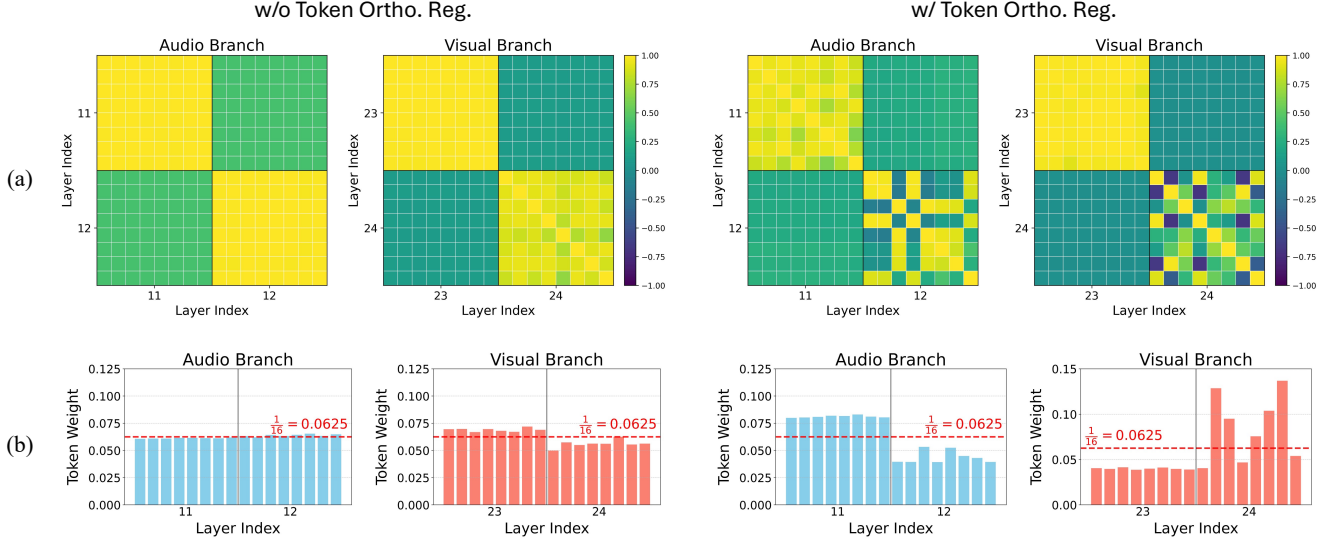 w/o Token Ortho. Reg.
w/ Token Ortho. Reg.
(a)
Audio Branch
Layer Index
11
12
11
12
Layer Index
Visual Branch
Layer Index
23
24
23
24
Layer Index
1.00
0.75
0.50
0.25
0.00
−0.25
−0.50
−0.75
−1.00
Audio Branch
Layer Index
11
12
11
12
Layer Index
Visual Branch
Layer Index
23
24
23
24
Layer Index
1.00
0.75
0.50
0.25
0.00
−0.25
−0.50
−0.75
−1.00
(b)
Audio Branch
Token Weight
0.125
0.100
0.075
0.050
0.025
0.000
1/16 = 0.0625
11
12
Layer Index
Visual Branch
Token Weight
0.125
0.100
0.075
0.050
0.025
0.000
1/16 = 0.0625
23
24
Layer Index
Audio Branch
Token Weight
0.125
0.100
0.075
0.050
0.025
0.000
1/16 = 0.0625
11
12
Layer Index
Visual Branch
Token Weight
0.15
0.10
0.05
0.00
1/16 = 0.0625
23
24
Layer Index